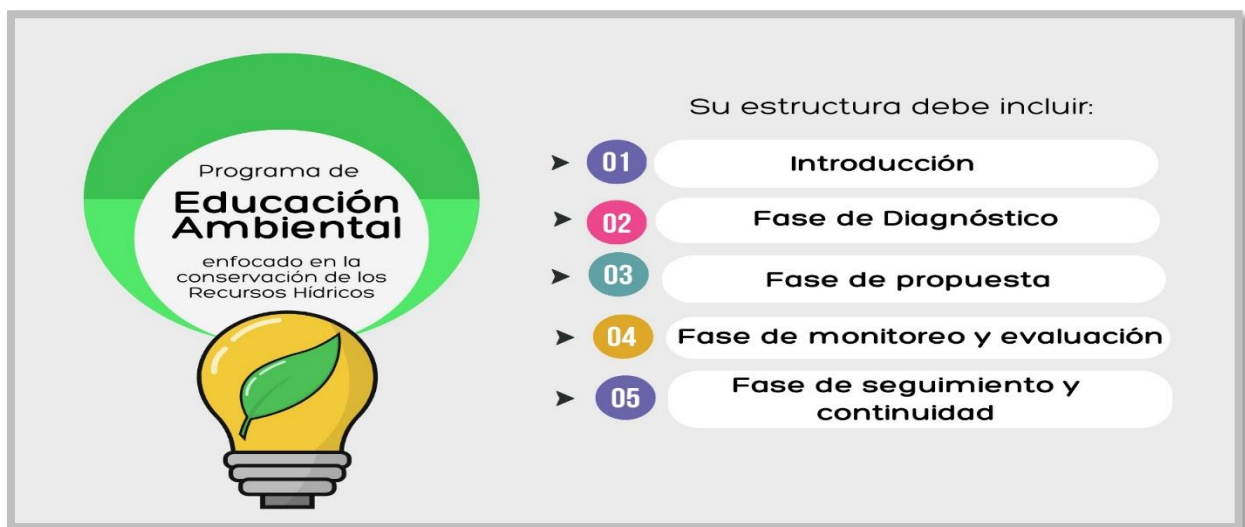 Programa de
Educación
Ambiental
enfocado en la
conservación de los
Recursos Hídricos
Su estructura debe incluir:
01 Introducción
02 Fase de Diagnóstico
03 Fase de propuesta
04 Fase de monitoreo y evaluación
05 Fase de seguimiento y
continuidad